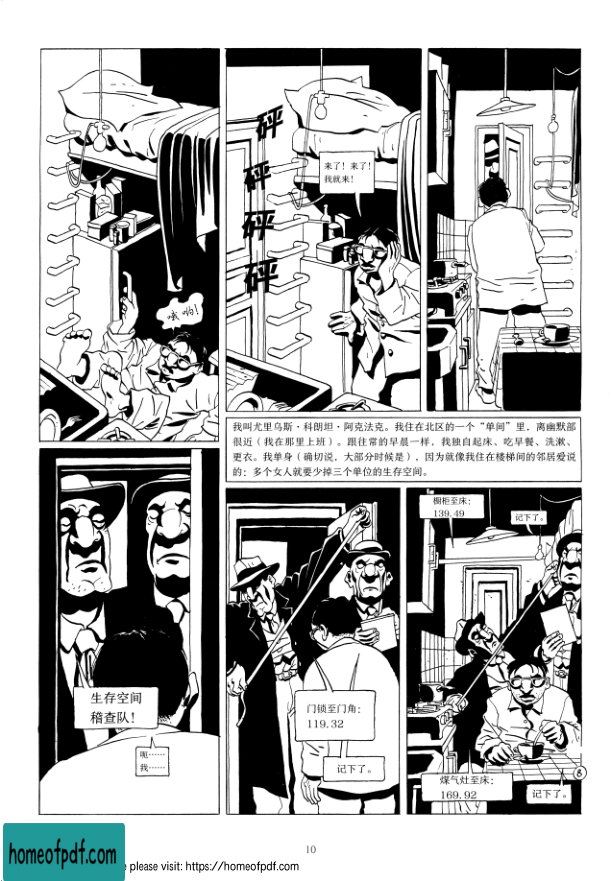 哦哟!
砰
砰
砰
砰
来了!来了!
我就来!
我叫尤里乌斯·科朗坦·阿克法克。我住在北区的一个“单间”里,离幽默部
很近(我在那里上班)。跟往常的早晨一样,我独自起床、吃早餐、洗漱、
更衣。我单身(确切说,大部分时候是),因为就像我住在楼梯间的邻居爱说
的:多个女人就要少掉三个单位的生存空间。
生存空间
稽查队!
呃……
我……
门锁至门角:
119.32
记下了。
橱柜至床:
139.49
记下了。
煤气灶至床:
169.92
记下了。
8
10
homeofpdf.com
please visit: https://homeofpdf.com